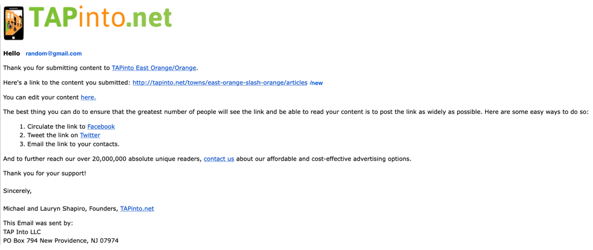 TAPinto.net
Hello random@gmail.com
Thank you for submitting content to TAPinto East Orange/Orange.
Here's a link to the content you submitted: http://tapinto.net/towns/east-orange-slash-orange/articles /new
You can edit your content here.
The best thing you can do to ensure that the greatest number of people will see the link and be able to read your content is to post the link as widely as possible. Here are some easy ways to do so:
1. Circulate the link to Facebook
2. Tweet the link on Twitter
3. Email the link to your contacts.
And to further reach our over 20,000,000 absolute unique readers, contact us about our affordable and cost-effective advertising options.
Thank you for your support!
Sincerely,
Michael and Lauryn Shapiro, Founders, TAPinto.net
This Email was sent by:
TAP Into LLC
PO Box 794 New Providence, NJ 07974